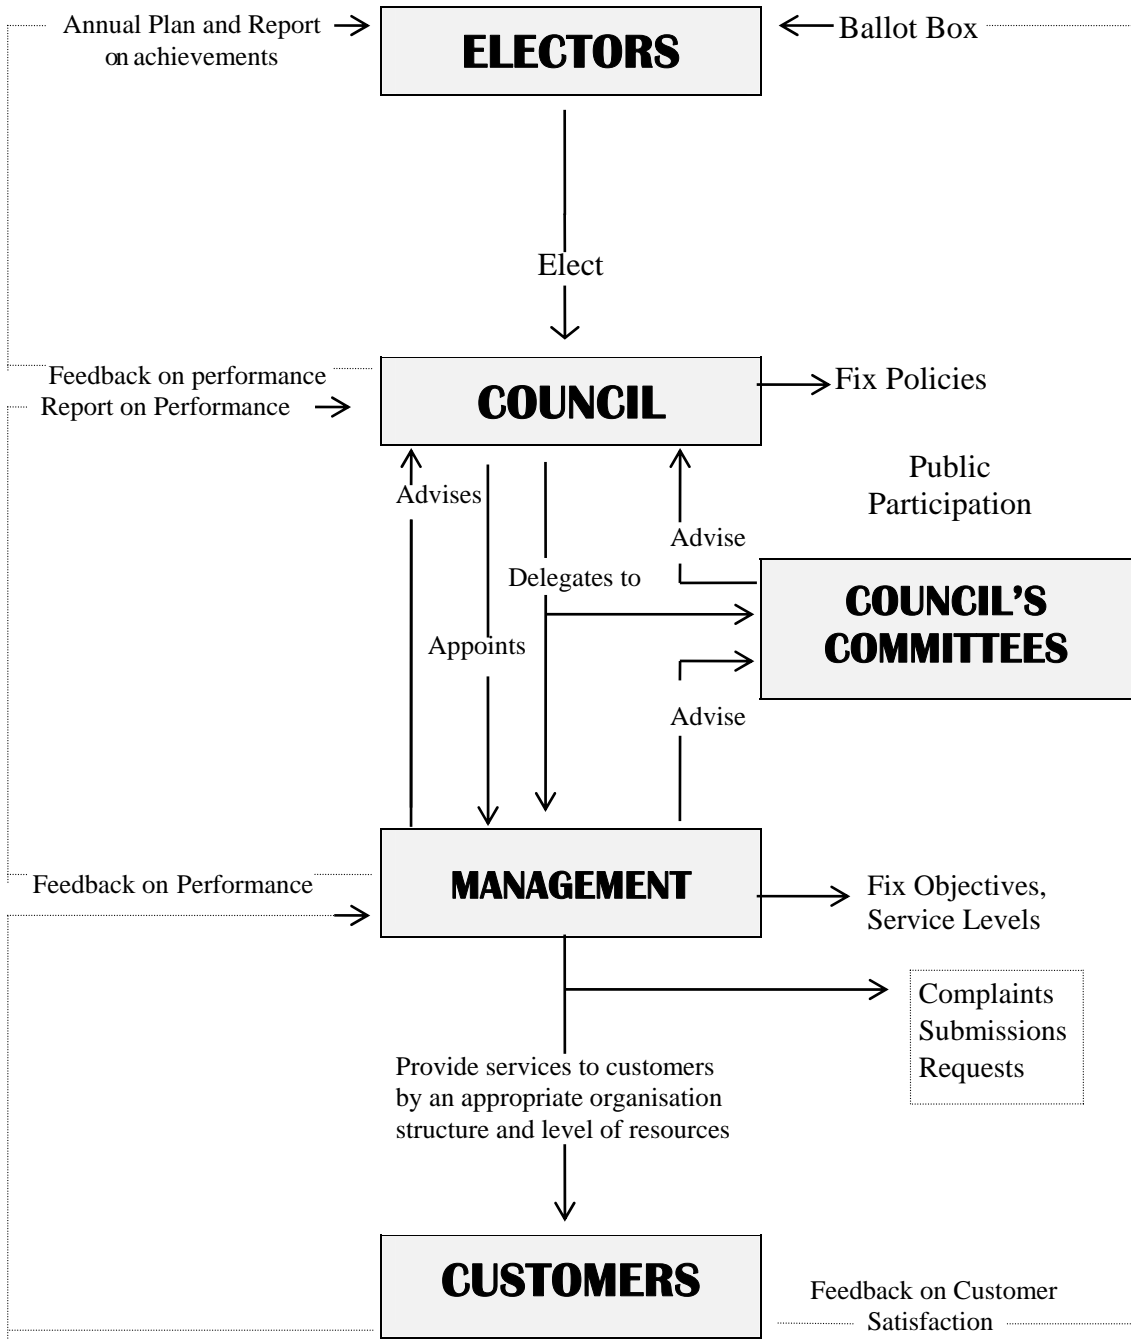 Annual Plan and Report
on achievements
ELECTORS
Ballot Box
Elect
Feedback on performance
Report on Performance
COUNCIL
Fix Policies
Public
Participation
Advises
Advise
Delegates to
Appoints
COUNCIL’S
COMMITTEES
Advise
Feedback on Performance
MANAGEMENT
Fix Objectives,
Service Levels
Complaints
Submissions
Requests
Provide services to customers
by an appropriate organisation
structure and level of resources
CUSTOMERS
Feedback on Customer
Satisfaction